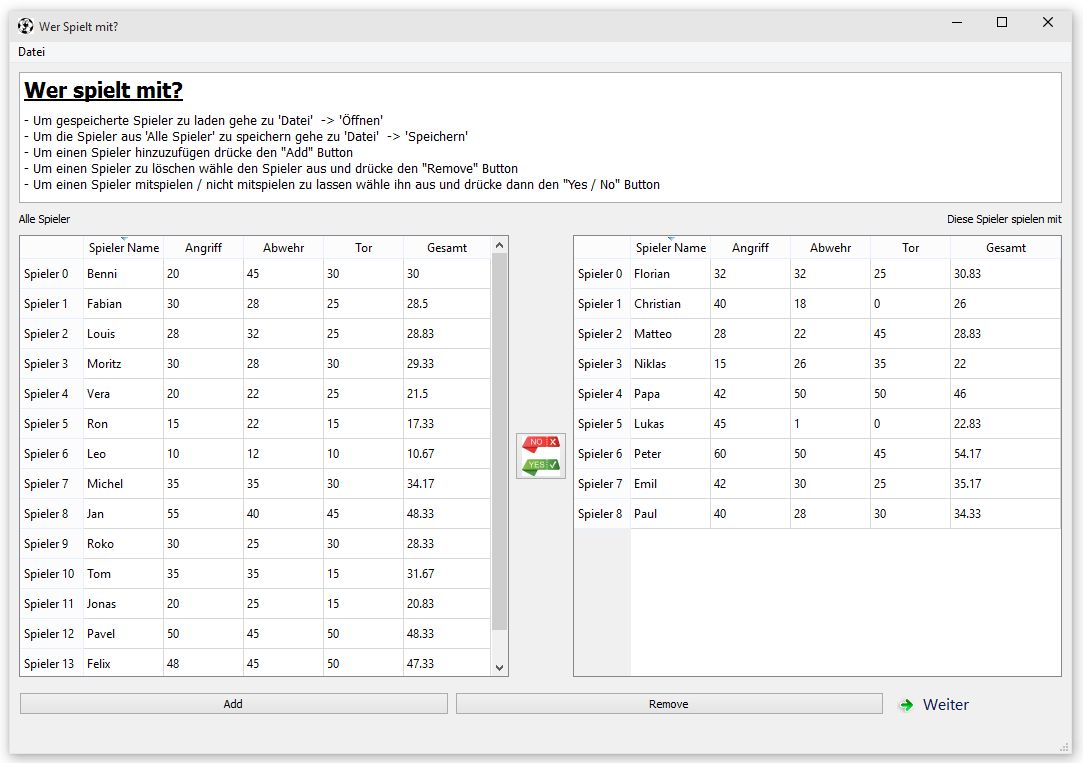 Wer Spielt mit?
Datei
Wer spielt mit?
- Um gespeicherte Spieler zu laden gehe zu 'Datei' -> 'Öffnen'
- Um die Spieler aus 'Alle Spieler' zu speichern gehe zu 'Datei' -> 'Speichern'
- Um einen Spieler hinzuzufügen drücke den "Add" Button
- Um einen Spieler zu löschen wähle den Spieler aus und drücke den "Remove" Button
- Um einen Spieler mitspielen / nicht mitspielen zu lassen wähle ihn aus und drücke dann den "Yes / No" Button
Alle Spieler
Spieler Name Angriff Abwehr Tor Gesamt
Spieler 0 Benni 20 45 30 30
Spieler 1 Fabian 30 28 25 28.5
Spieler 2 Louis 28 32 25 28.83
Spieler 3 Moritz 30 28 30 29.33
Spieler 4 Vera 20 22 25 21.5
Spieler 5 Ron 15 22 15 17.33
Spieler 6 Leo 10 12 10 10.67
Spieler 7 Michel 35 35 30 34.17
Spieler 8 Jan 55 40 45 48.33
Spieler 9 Roko 30 25 30 28.33
Spieler 10 Tom 35 35 15 31.67
Spieler 11 Jonas 20 25 15 20.83
Spieler 12 Pavel 50 45 50 48.33
Spieler 13 Felix 48 45 50 47.33
NO X
YES ✓
Diese Spieler spielen mit
Spieler Name Angriff Abwehr Tor Gesamt
Spieler 0 Florian 32 32 25 30.83
Spieler 1 Christian 40 18 0 26
Spieler 2 Matteo 28 22 45 28.83
Spieler 3 Niklas 15 26 35 22
Spieler 4 Papa 42 50 50 46
Spieler 5 Lukas 45 1 0 22.83
Spieler 6 Peter 60 50 45 54.17
Spieler 7 Emil 42 30 25 35.17
Spieler 8 Paul 40 28 30 34.33
Add
Remove
Weiter